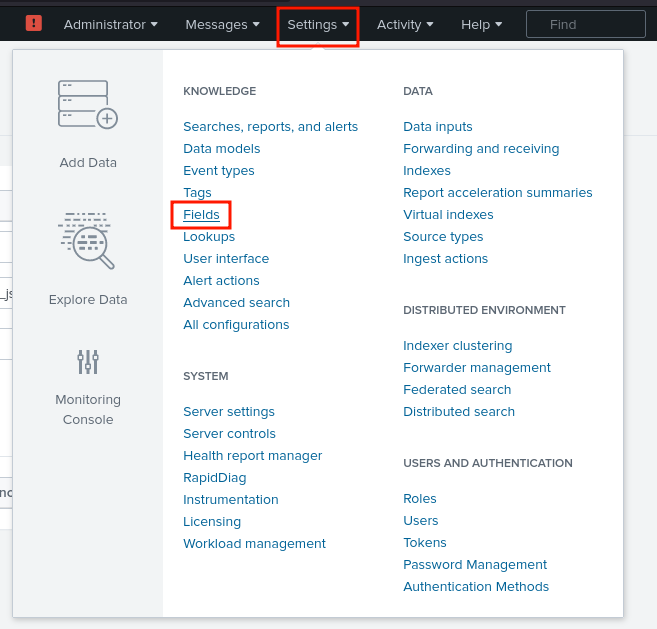 Administrator Messages Settings Activity Help Find
Add Data
Explore Data
Monitoring
Console
KNOWLEDGE
Searches, reports, and alerts
Data models
Event types
Tags
Fields
Lookups
User interface
Alert actions
Advanced search
All configurations
SYSTEM
Server settings
Server controls
Health report manager
RapidDiag
Instrumentation
Licensing
Workload management
DATA
Data inputs
Forwarding and receiving
Indexes
Report acceleration summaries
Virtual indexes
Source types
Ingest actions
DISTRIBUTED ENVIRONMENT
Indexer clustering
Forwarder management
Federated search
Distributed search
USERS AND AUTHENTICATION
Roles
Users
Tokens
Password Management
Authentication Methods